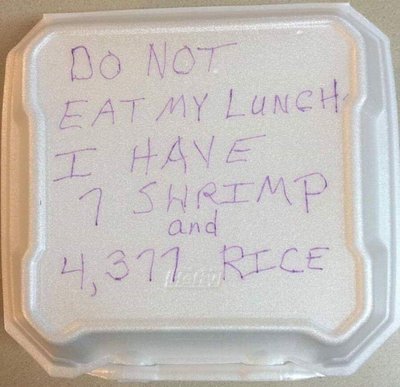 DO NOT
EAT MY LUNCH
I HAVE
7 SHRIMP
and
4,377 RICE